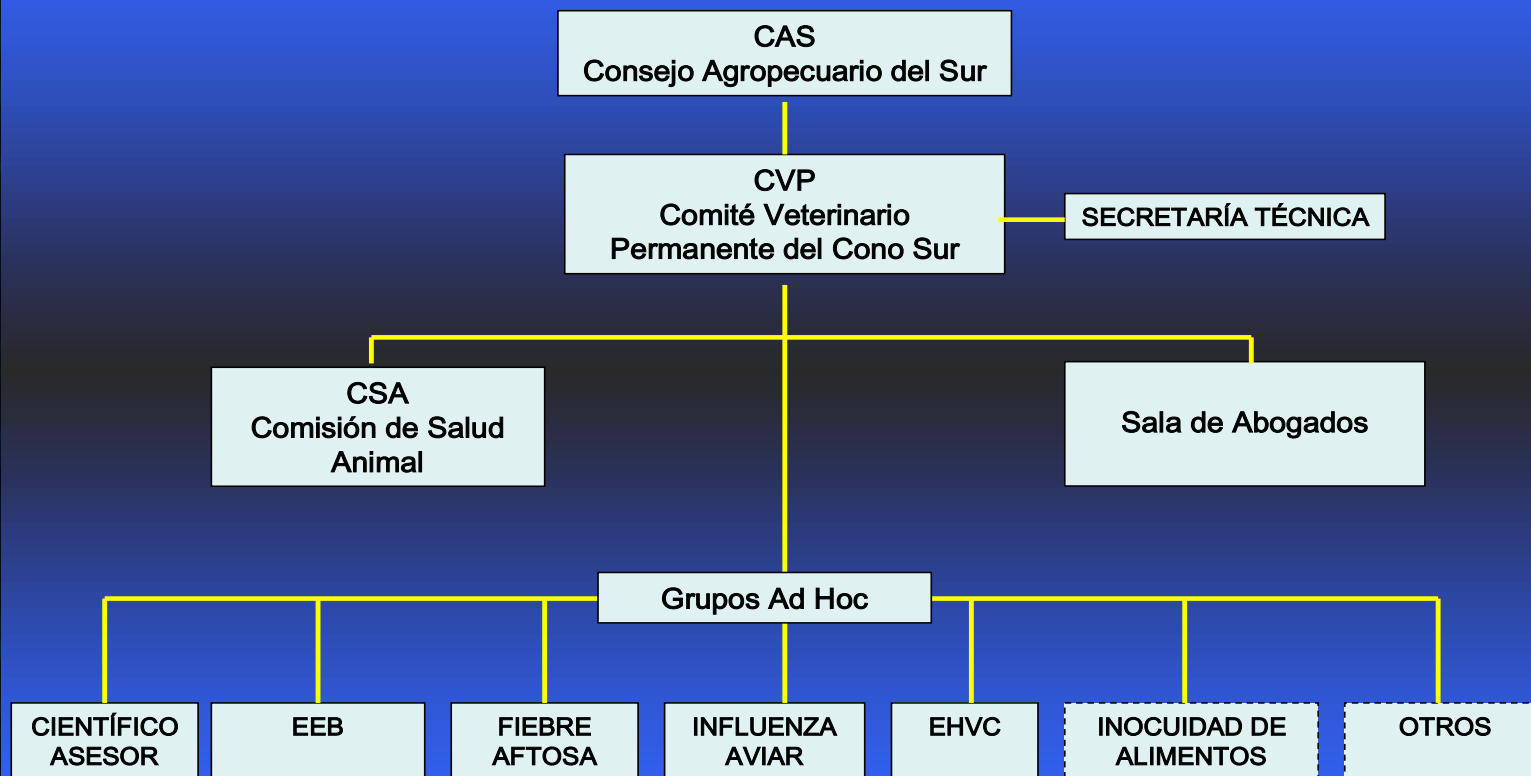 CAS
Consejo Agropecuario del Sur
CVP
Comité Veterinario
Permanente del Cono Sur
SECRETARÍA TÉCNICA
CSA
Comisión de Salud
Animal
Sala de Abogados
Grupos Ad Hoc
CIENTÍFICO
ASESOR
EEB
FIEBRE
AFTOSA
INFLUENZA
AVIAR
EHVC
INOCUIDAD DE
ALIMENTOS
OTROS